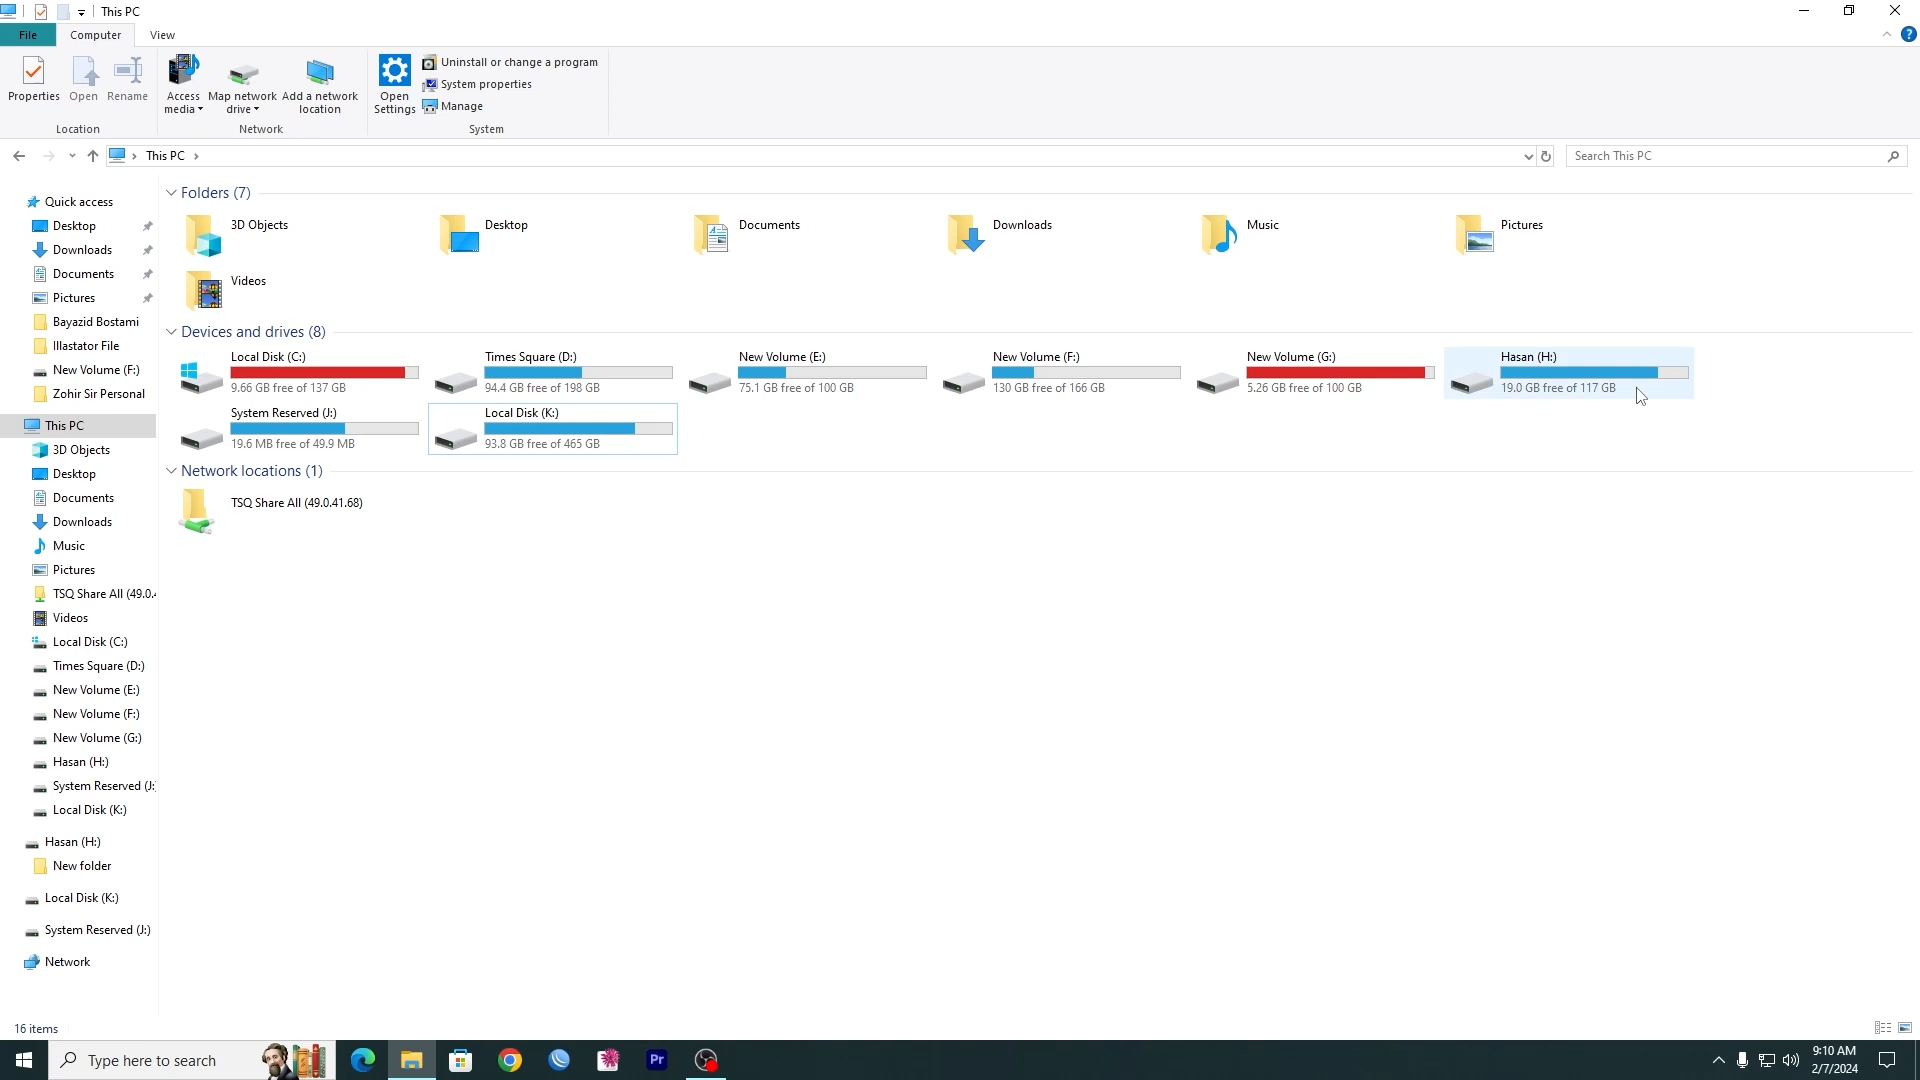 This PC
File
Computer
View
Properties
Open
Rename
Access media
Map network drive
Add a network location
Open Settings
Uninstall or change a program
System properties
Manage
Location
Network
System
This PC
Search This PC
Quick access
Desktop
Downloads
Documents
Pictures
Bayazid Bostami
Illastator File
New Volume (F:)
Zohir Sir Personal
This PC
3D Objects
Desktop
Documents
Downloads
Music
Pictures
TSQ Share All (49.0.4
Videos
Local Disk (C:)
Times Square (D:)
New Volume (E:)
New Volume (F:)
New Volume (G:)
Hasan (H:)
System Reserved (J:)
Local Disk (K:)
Hasan (H:)
New folder
Local Disk (K:)
System Reserved (J:)
Network
Folders (7)
3D Objects
Desktop
Documents
Downloads
Music
Pictures
Videos
Devices and drives (8)
Local Disk (C:)
9.66 GB free of 137 GB
Times Square (D:)
94.4 GB free of 198 GB
New Volume (E:)
75.1 GB free of 100 GB
New Volume (F:)
130 GB free of 166 GB
New Volume (G:)
5.26 GB free of 100 GB
Hasan (H:)
19.0 GB free of 117 GB
System Reserved (J:)
19.6 MB free of 49.9 MB
Local Disk (K:)
93.8 GB free of 465 GB
Network locations (1)
TSQ Share All (49.0.41.68)
16 items
Type here to search
Pr
9:10 AM
2/7/2024